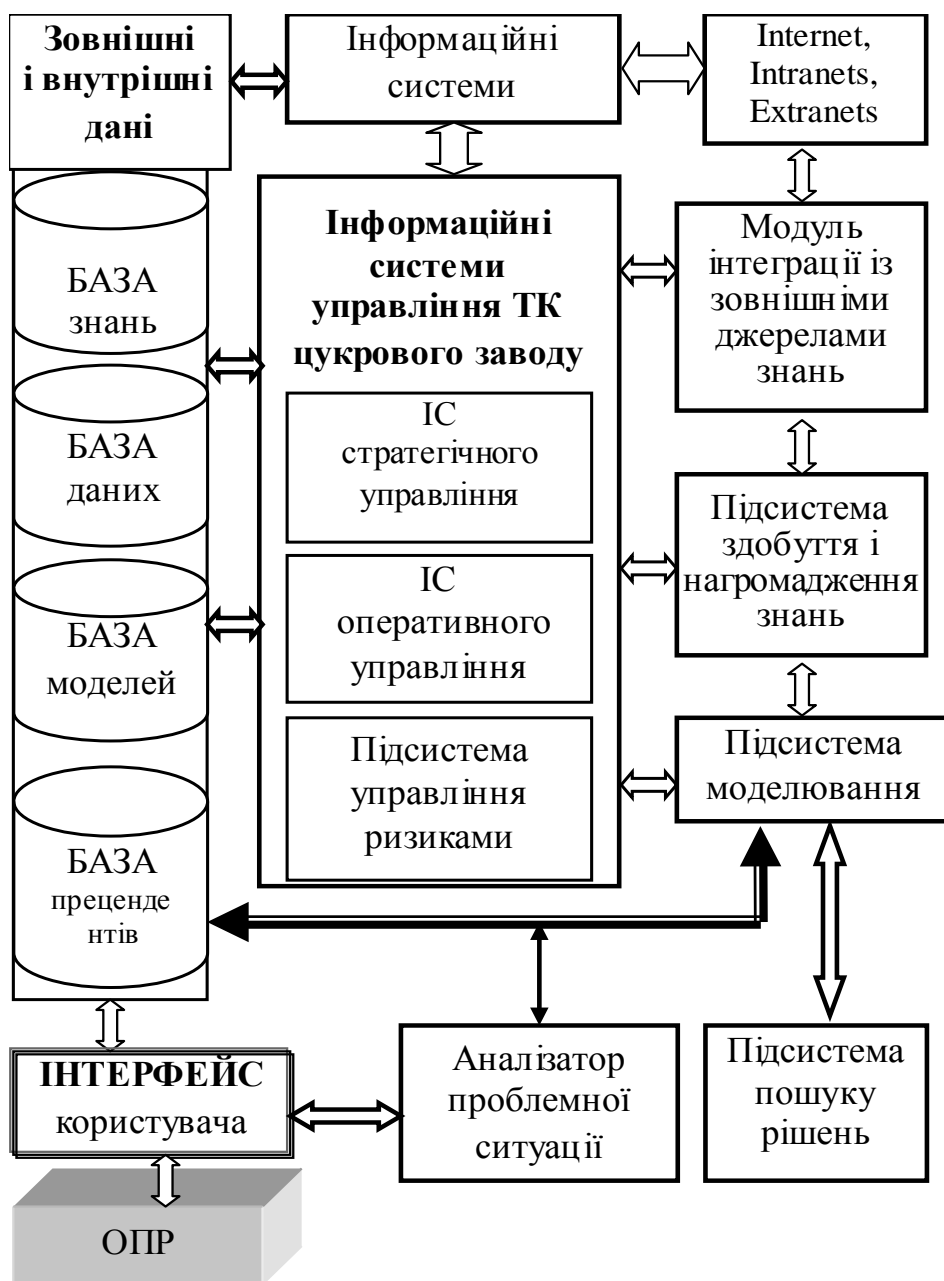 Зовнішні
і внутрішні
дані
Інформаційні
системи
Internet,
Intranets,
Extranets
БАЗА
знань
БАЗА
даних
БАЗА
моделей
БАЗА
преценде
нтів
Інформаційні
системи
управління ТК
цукрового заводу
ІС
стратегічного
управління
ІС
оперативного
управління
Підсистема
управління
ризиками
Модуль
інтеграції із
зовнішніми
джерелами
знань
Підсистема
здобуття і
нагромадження
знань
Підсистема
моделювання
ІНТЕРФЕЙС
користувача
Аналізатор
проблемної
ситуації
Підсистема
пошуку
рішень
ОПР